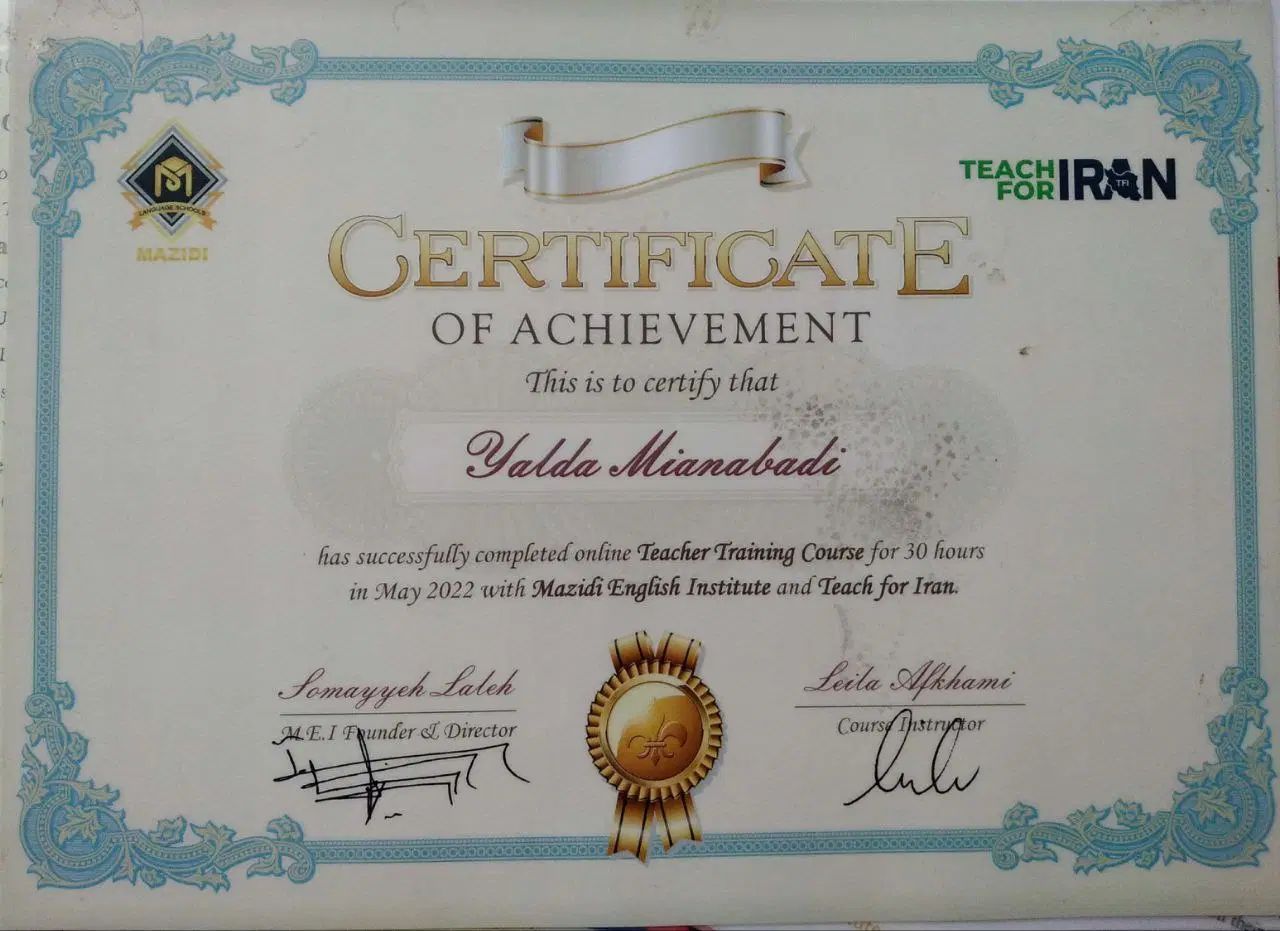 LANGUAGE SCHOOLS
MAZIDI
TEACH
FOR IRAN
TFI
CERTIFICATE
OF ACHIEVEMENT
This is to certify that
Yalda Mianabadi
has successfully completed online Teacher Training Course for 30 hours
in May 2022 with Mazidi English Institute and Teach for Iran.
Somayyeh Laleh
M.E.I Founder & Director
Leila Afkhami
Course Instructor